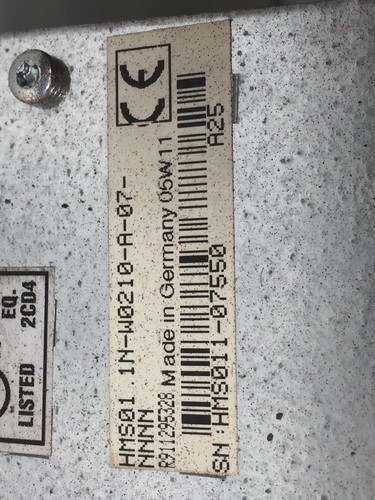 HMS01.1N-W0210-A-07-
NNNN
R911295328 Made in Germany 05W11
SN:HMS011-07550 A25
CE
LISTED
EQ.
2CD4